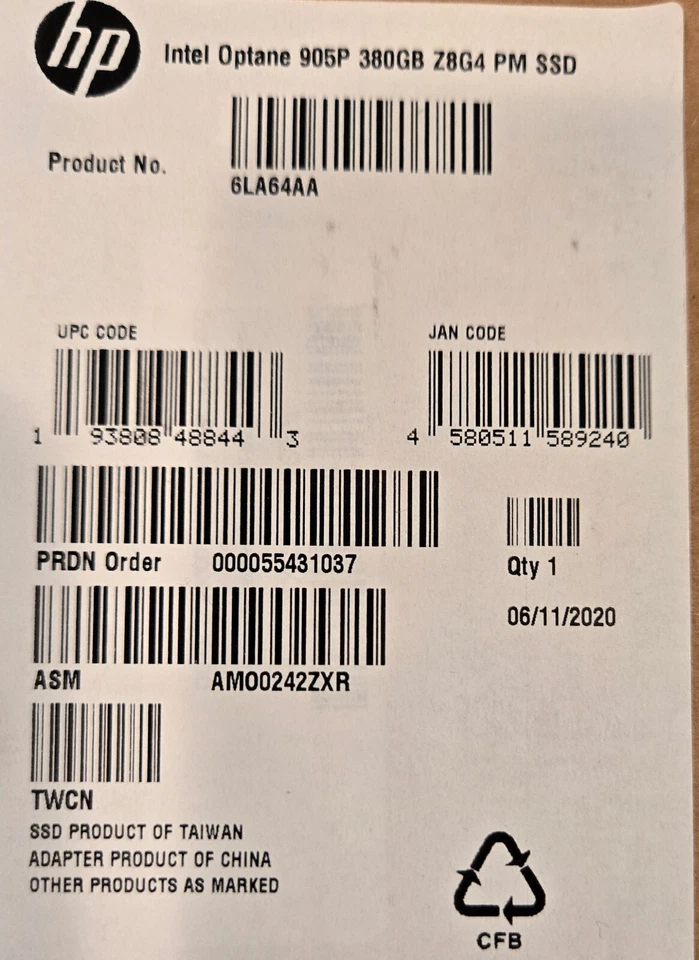 hp
Intel Optane 905P 380GB Z8G4 PM SSD
Product No.
6LA64AA
UPC CODE
JAN CODE
1 93808 48844 3
4 580511 589240
PRDN Order 000055431037
Qty 1
06/11/2020
ASM AMO0242ZXR
TWCN
SSD PRODUCT OF TAIWAN
ADAPTER PRODUCT OF CHINA
OTHER PRODUCTS AS MARKED
CFB